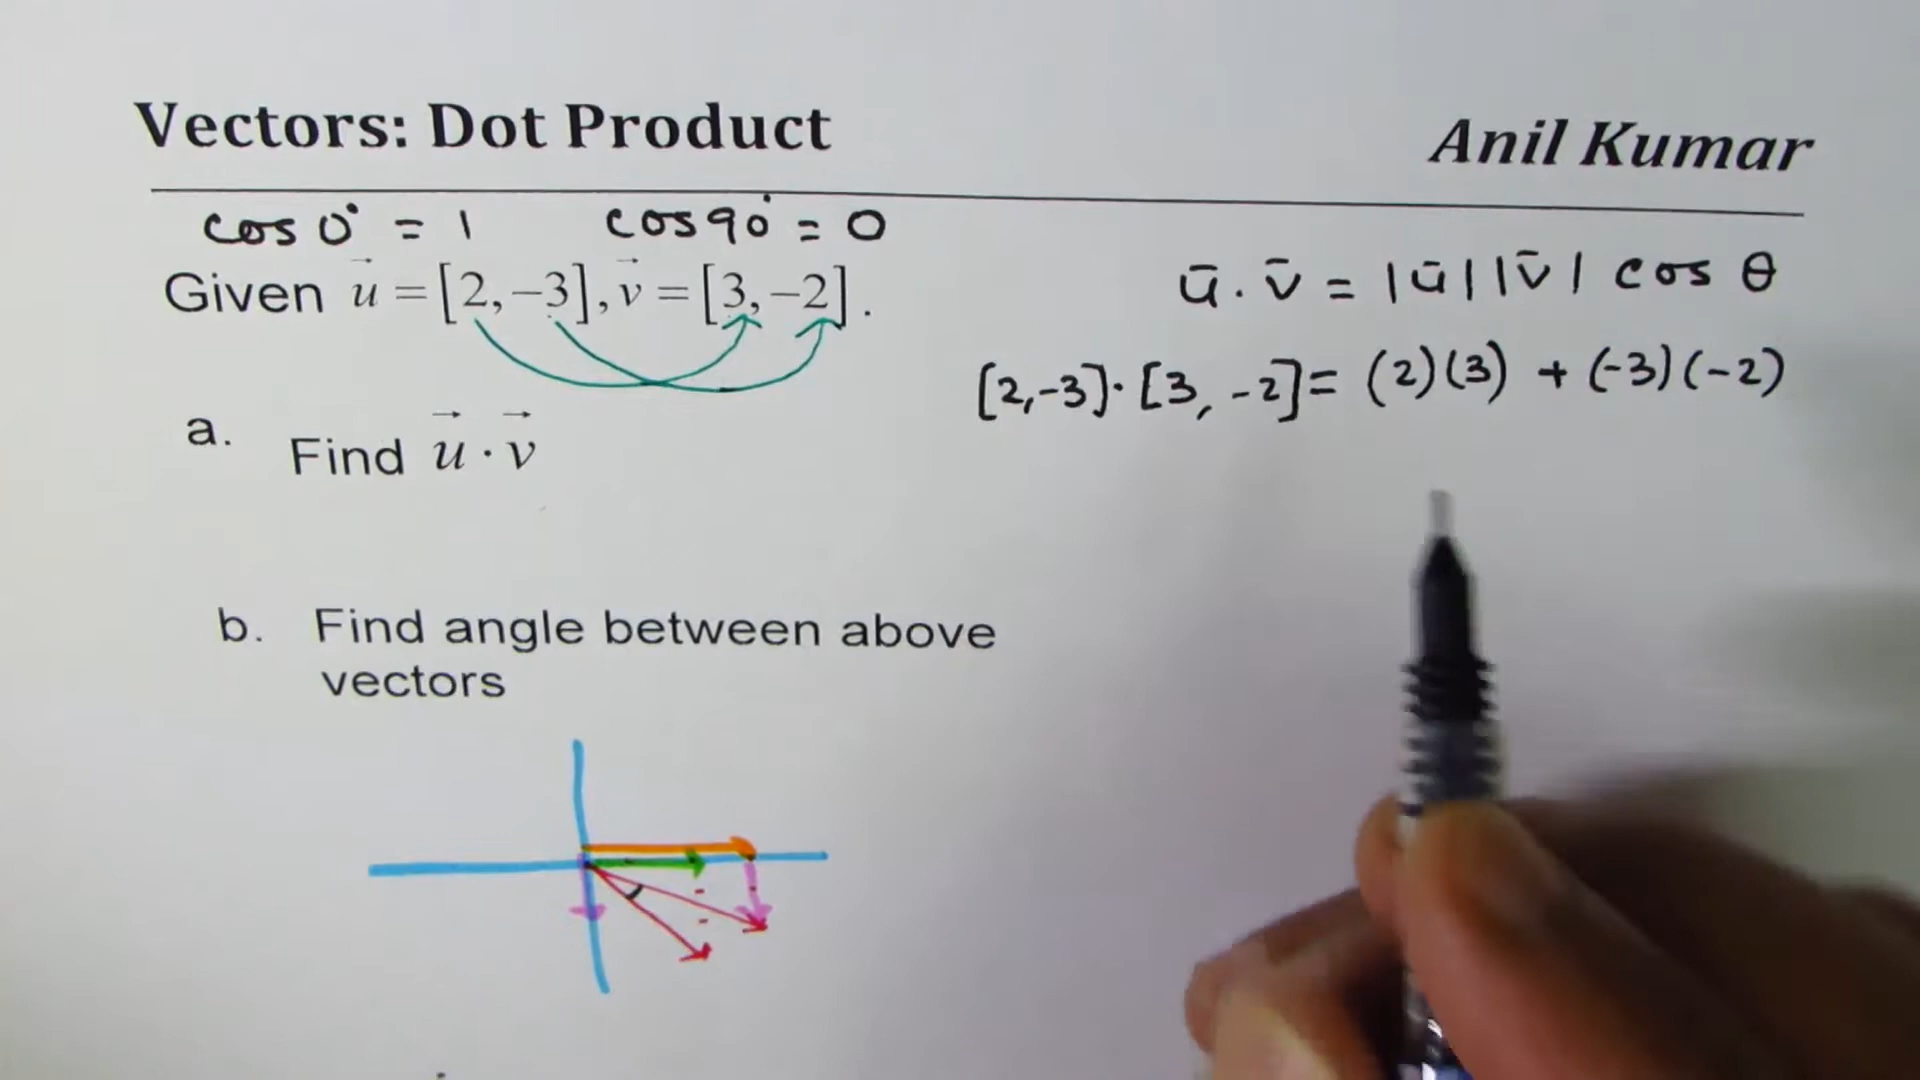 Vectors: Dot Product
Anil Kumar
cos 0° = 1 cos 90° = 0
Given u⃗ = [2, −3], v⃗ = [3, −2].
ū · v̄ = |ū| |v̄| cos θ
[2, -3] · [3, -2] = (2)(3) + (-3)(-2)
a. Find u⃗ · v⃗
b. Find angle between above
vectors